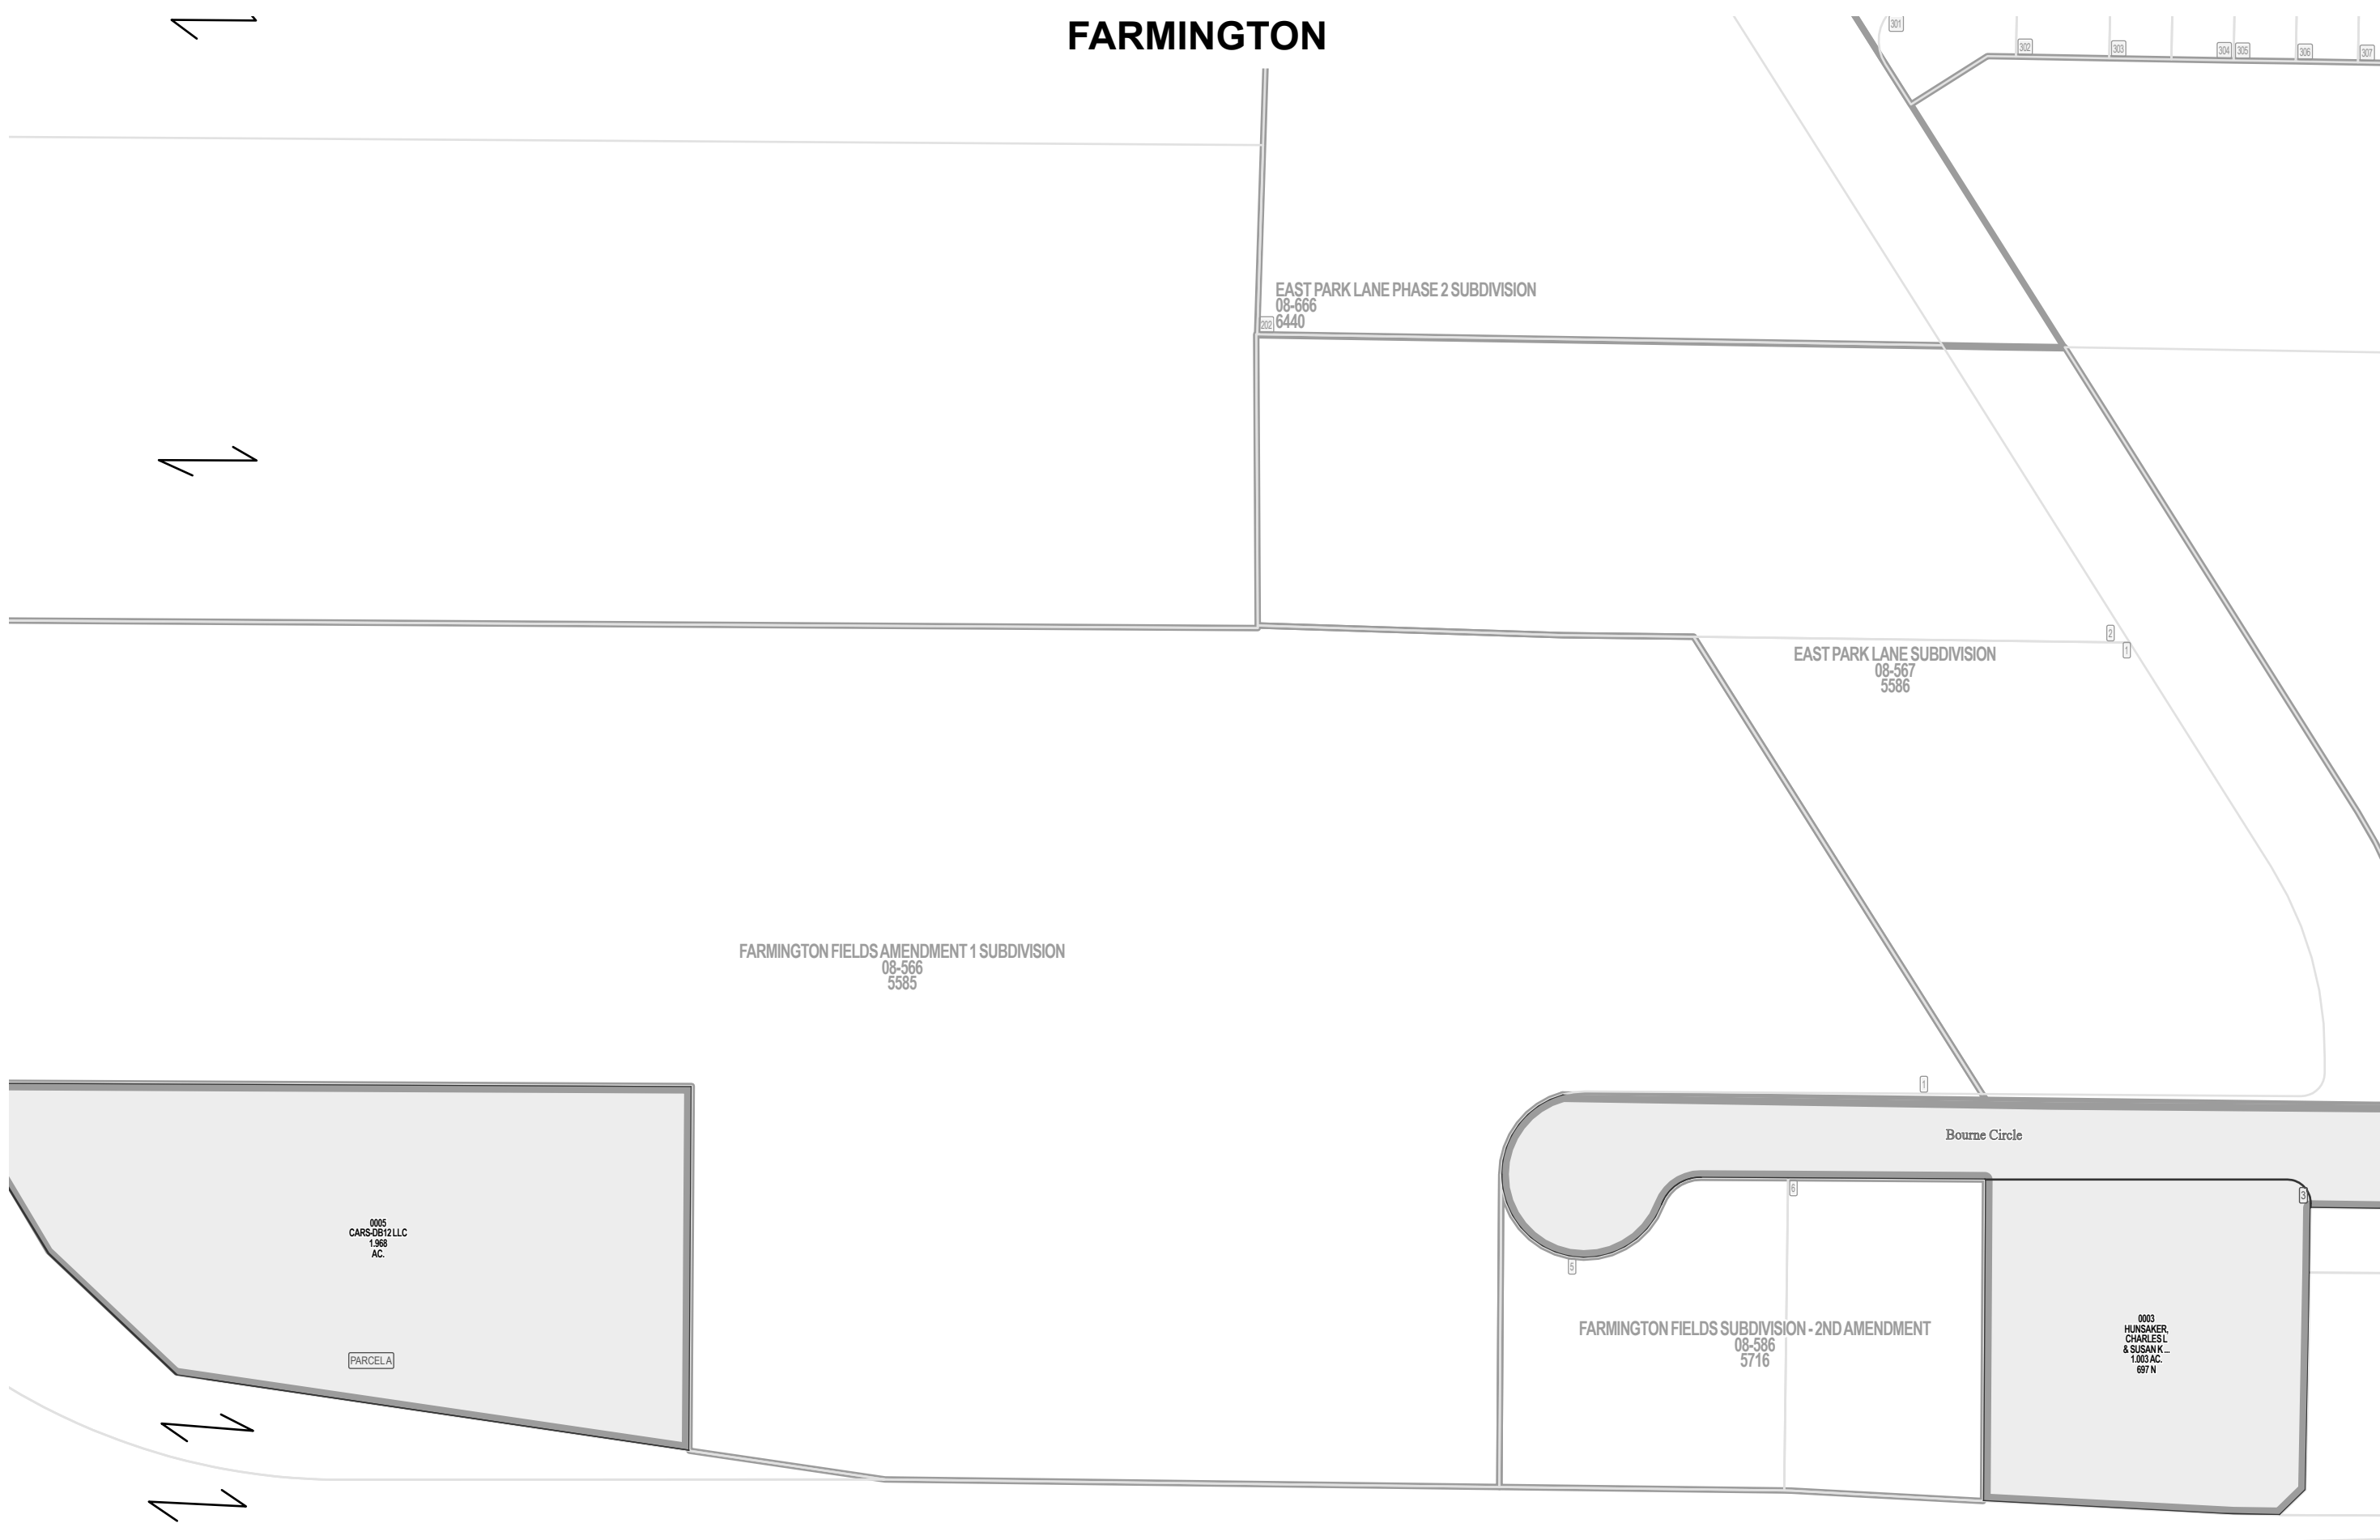 FARMINGTON
301
302
303
304
305
306
307
EAST PARK LANE PHASE 2 SUBDIVISION
08-666
6440
202
2
1
EAST PARK LANE SUBDIVISION
08-567
5586
FARMINGTON FIELDS AMENDMENT 1 SUBDIVISION
08-566
5585
1
Bourne Circle
6
3
0005
CARS-DB12 LLC
1.968
AC.
5
FARMINGTON FIELDS SUBDIVISION - 2ND AMENDMENT
08-586
5716
0003
HUNSAKER,
CHARLES L
& SUSAN K ...
1.003 AC.
697 N
PARCEL A